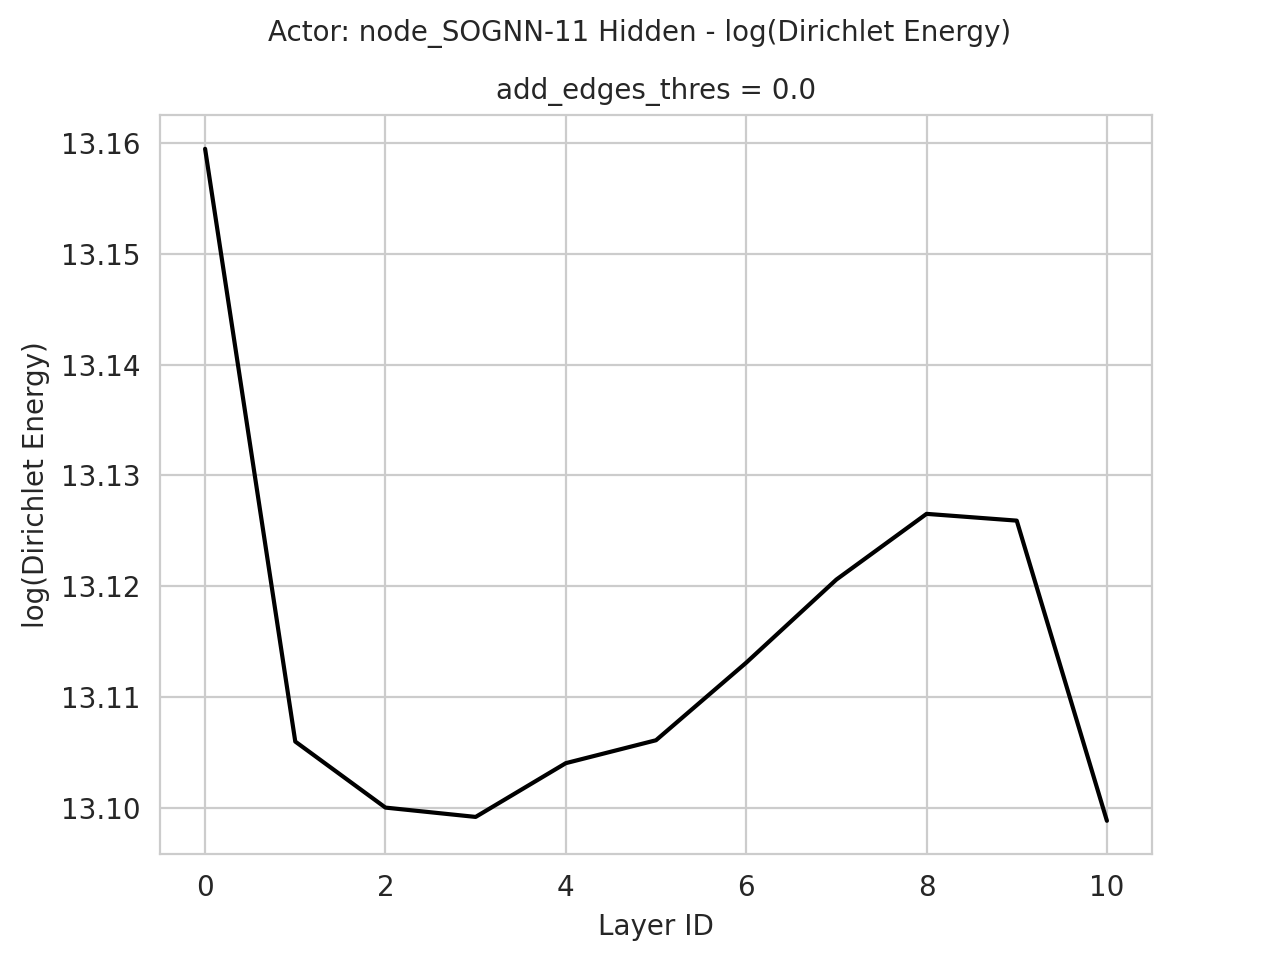 Actor: node_SOGNN-11 Hidden - log(Dirichlet Energy)
add_edges_thres = 0.0
13.16
13.15
13.14
13.13
13.12
13.11
13.10
log(Dirichlet Energy)
0 2 4 6 8 10
Layer ID